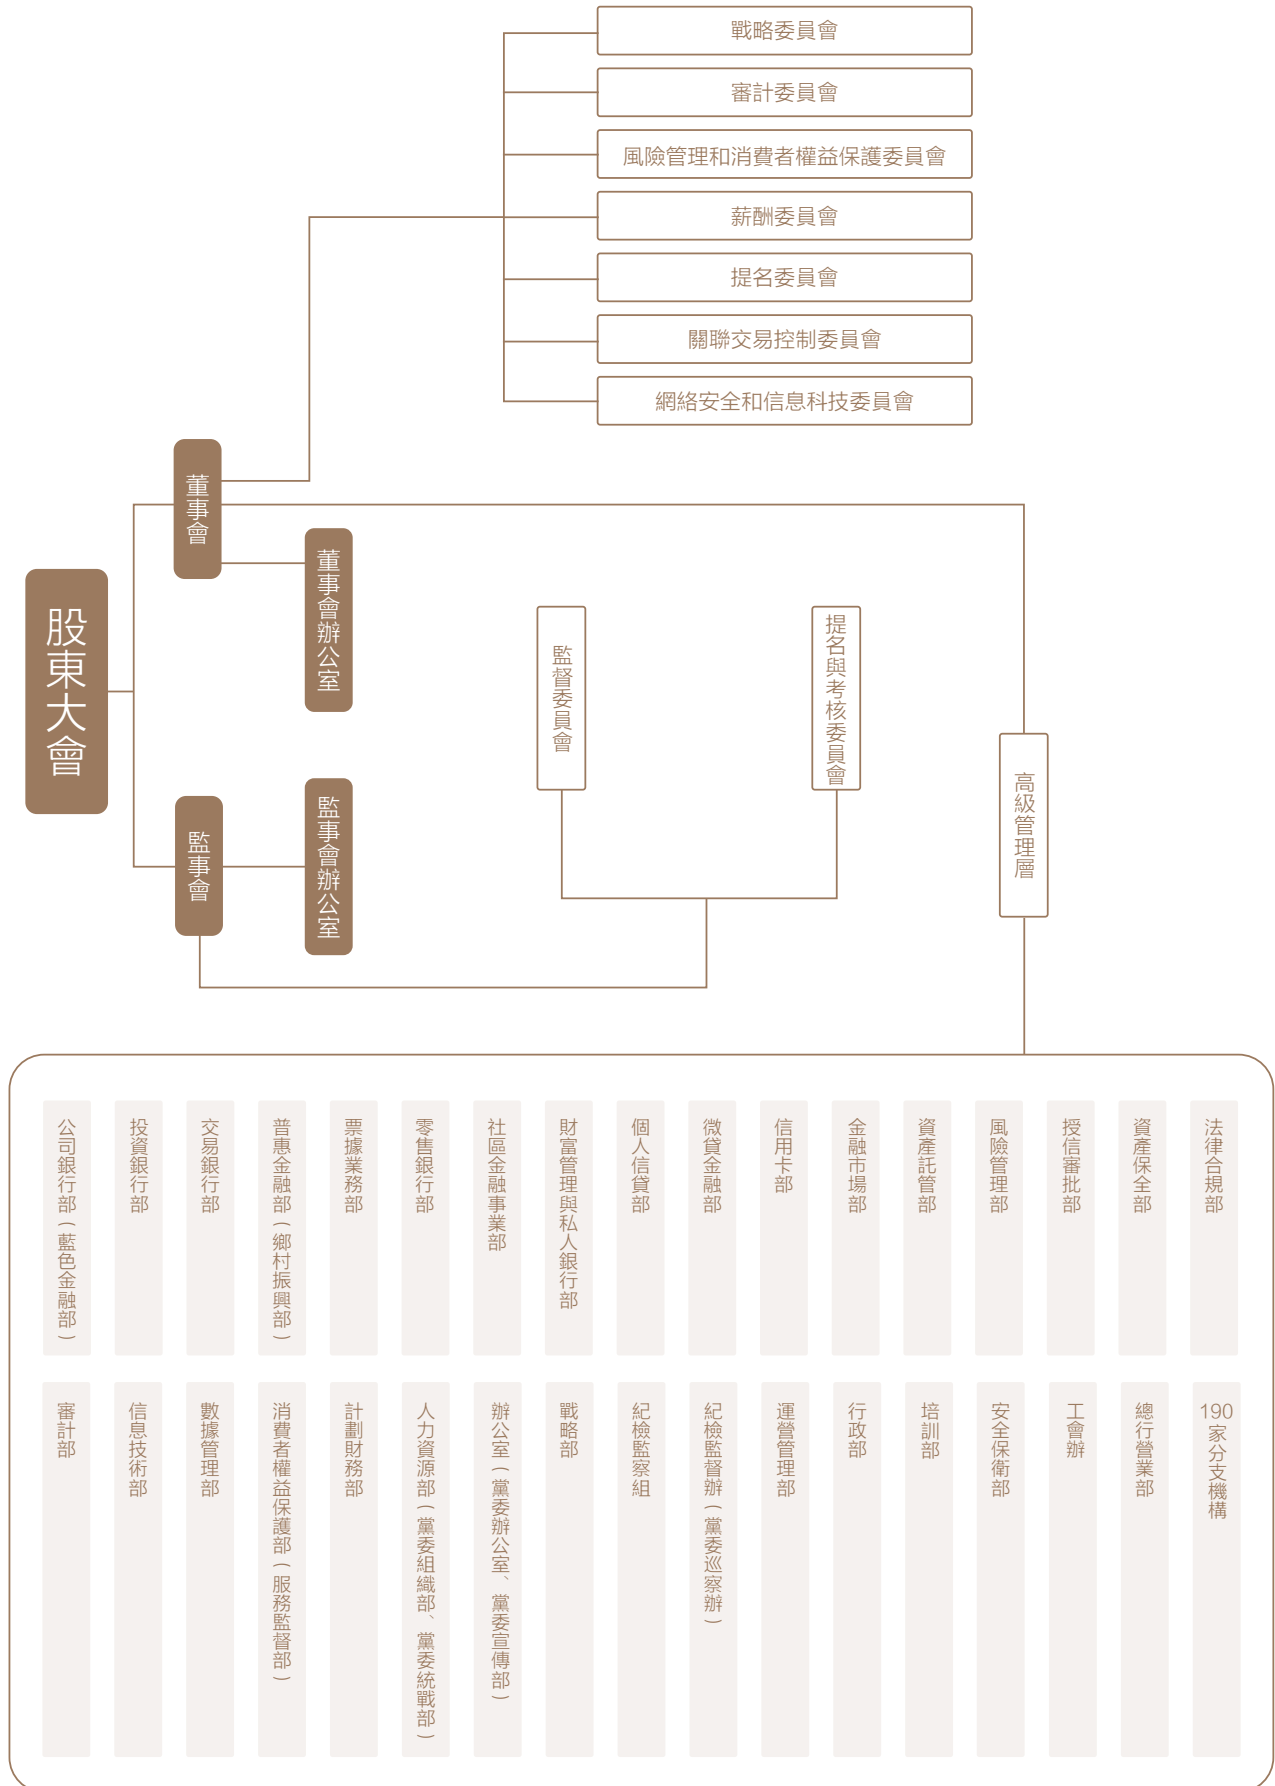 戰略委員會
審計委員會
風險管理和消費者權益保護委員會
薪酬委員會
提名委員會
關聯交易控制委員會
網絡安全和信息科技委員會
董事會
董事會辦公室
股東大會
監督委員會
提名與考核委員會
高級管理層
監事會
監事會辦公室
公司銀行部(藍色金融部)
投資銀行部
交易銀行部
普惠金融部(鄉村振興部)
票據業務部
零售銀行部
社區金融事業部
財富管理與私人銀行部
個人信貸部
微貸金融部
信用卡部
金融市場部
資產託管部
風險管理部
授信審批部
資產保全部
法律合規部
審計部
信息技術部
數據管理部
消費者權益保護部(服務監督部)
計劃財務部
人力資源部(黨委組織部、黨委統戰部)
辦公室(黨委辦公室、黨委宣傳部)
戰略部
紀檢監察組
紀檢監督辦(黨委巡察辦)
運營管理部
行政部
培訓部
安全保衛部
工會辦
總行營業部
190家分支機構